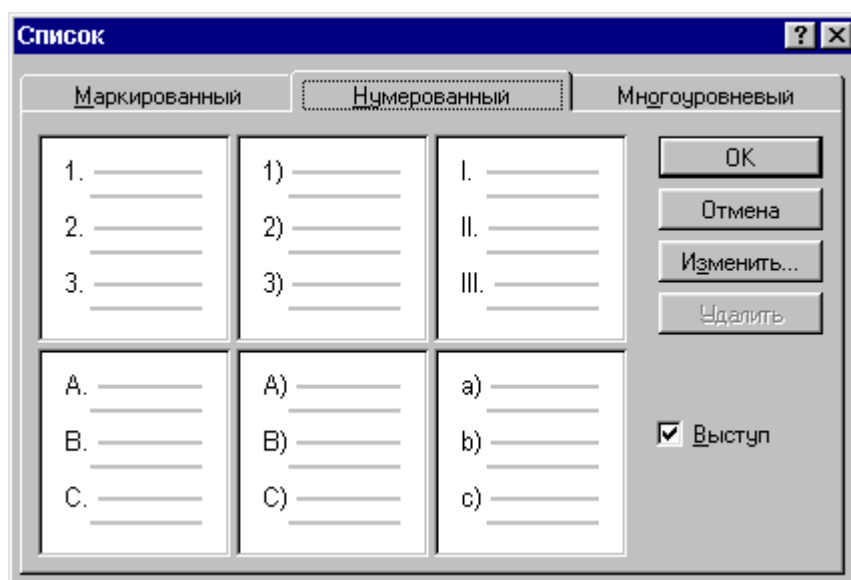 Список
Маркированный
Нумерованный
Многоуровневый
1.
2.
3.
1)
2)
3)
I.
II.
III.
A.
B.
C.
A)
B)
C)
a)
b)
c)
OK
Отмена
Изменить...
Удалить
Выступ